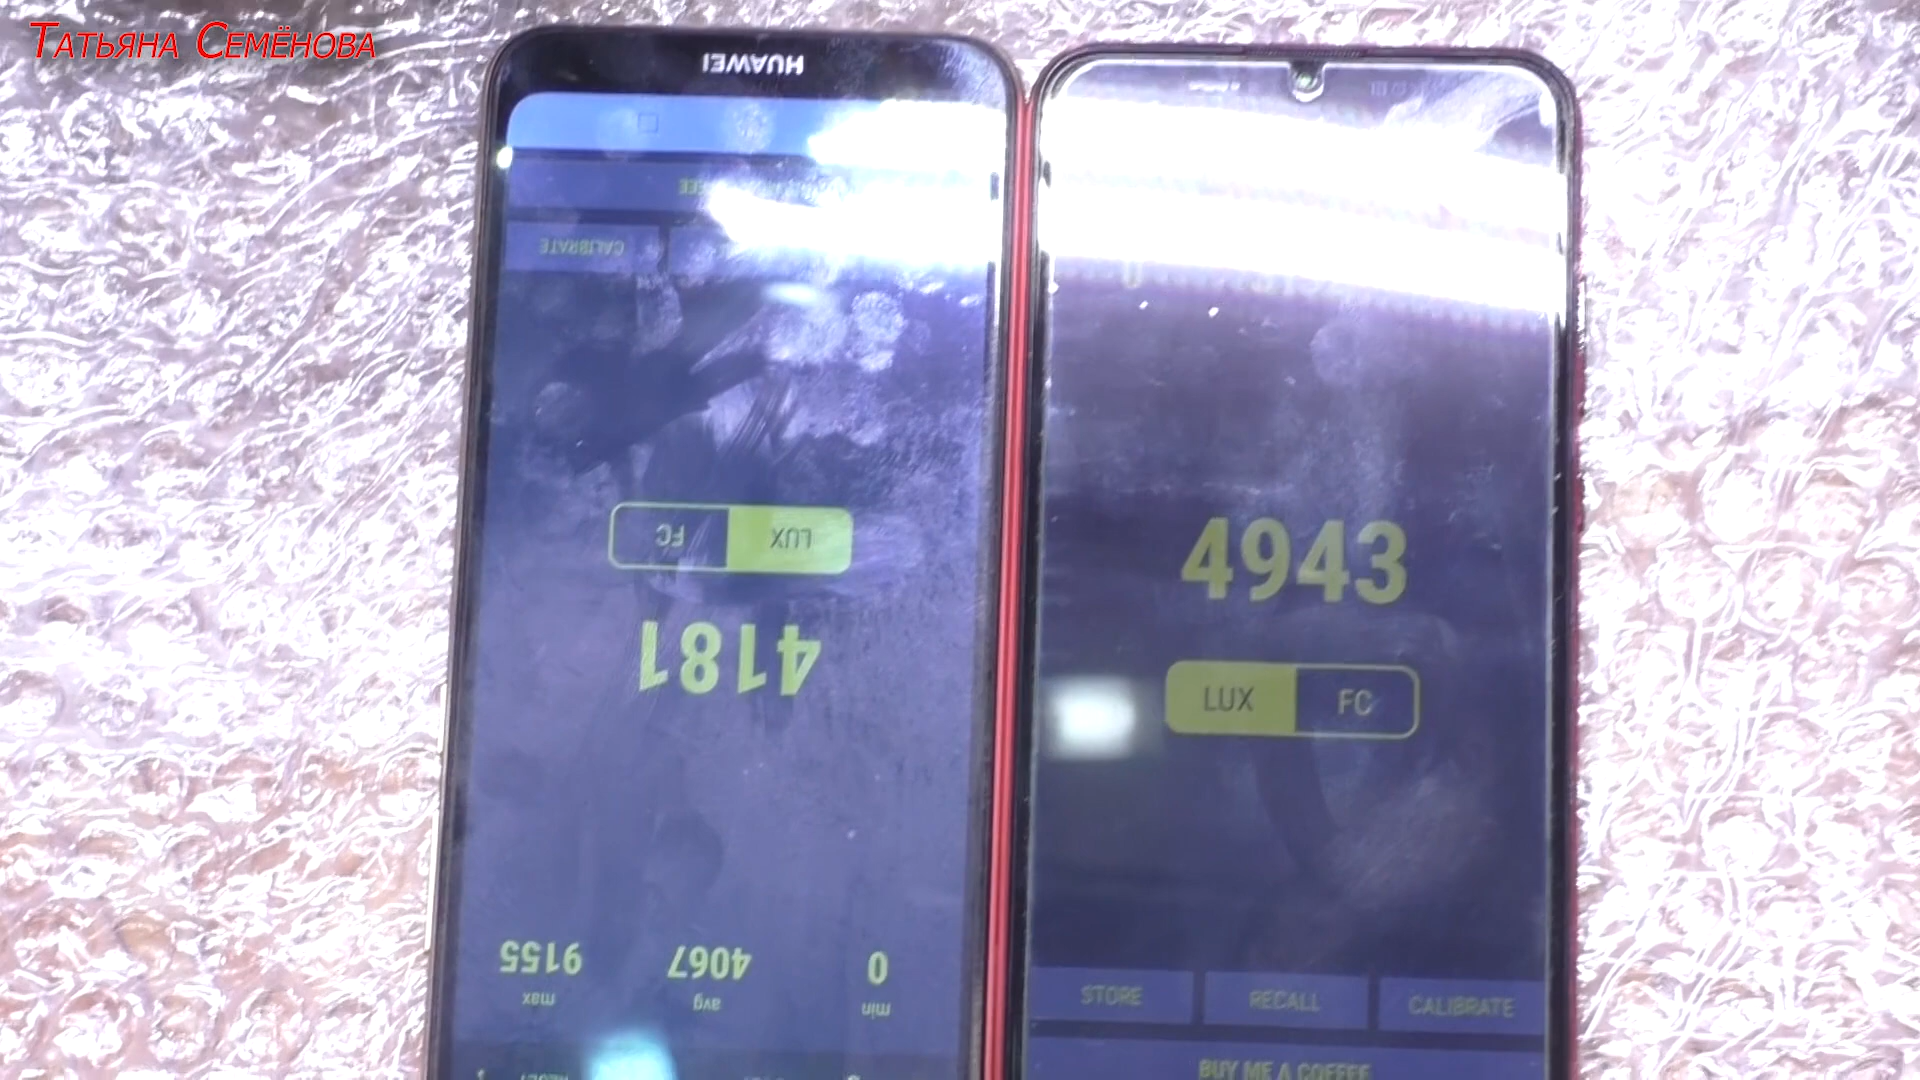 Татьяна Семёнова
HUAWEI
CALIBRATE
FC LUX
4181
9155 4067 0
max avg min
4943
LUX FC
STORE RECALL CALIBRATE
BUY ME A COFFEE